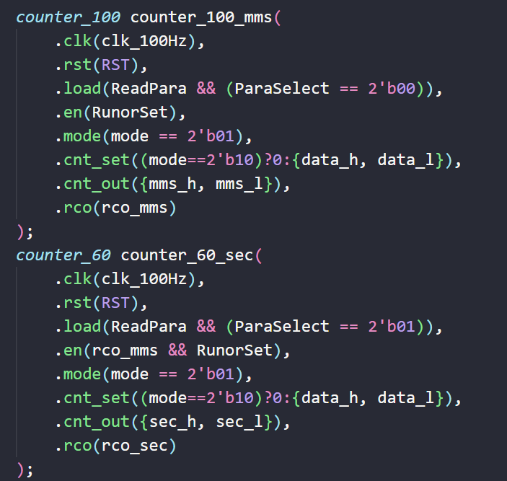 counter_100 counter_100_mms(
    .clk(clk_100Hz),
    .rst(RST),
    .load(ReadPara && (ParaSelect == 2'b00)),
    .en(RunorSet),
    .mode(mode == 2'b01),
    .cnt_set((mode==2'b10)?0:{data_h, data_l}),
    .cnt_out({mms_h, mms_l}),
    .rco(rco_mms)
);
counter_60 counter_60_sec(
    .clk(clk_100Hz),
    .rst(RST),
    .load(ReadPara && (ParaSelect == 2'b01)),
    .en(rco_mms && RunorSet),
    .mode(mode == 2'b01),
    .cnt_set((mode==2'b10)?0:{data_h, data_l}),
    .cnt_out({sec_h, sec_l}),
    .rco(rco_sec)
);